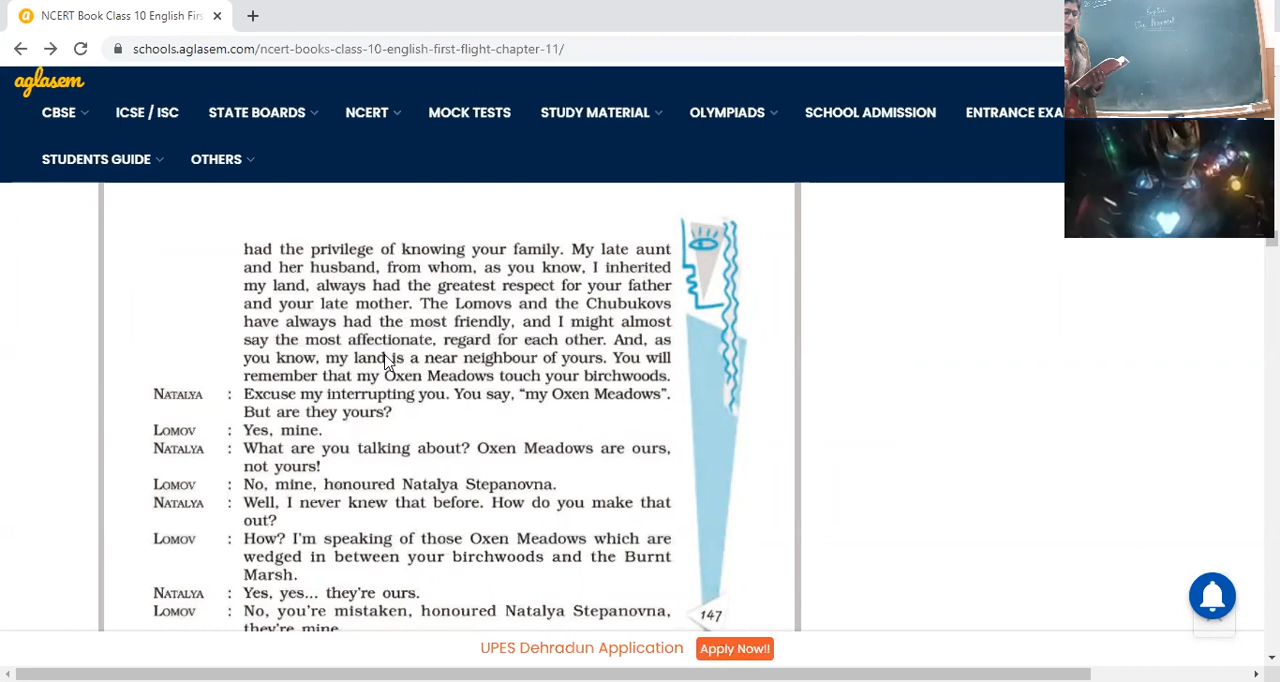 NCERT Book Class 10 English Firs
schools.aglasem.com/ncert-books-class-10-english-first-flight-chapter-11/
aglasem
CBSE ICSE / ISC STATE BOARDS NCERT MOCK TESTS STUDY MATERIAL OLYMPIADS SCHOOL ADMISSION ENTRANCE EXA
STUDENTS GUIDE OTHERS
had the privilege of knowing your family. My late aunt
and her husband, from whom, as you know, I inherited
my land, always had the greatest respect for your father
and your late mother. The Lomovs and the Chubukovs
have always had the most friendly, and I might almost
say the most affectionate, regard for each other. And, as
you know, my land is a near neighbour of yours. You will
remember that my Oxen Meadows touch your birchwoods.
NATALYA : Excuse my interrupting you. You say, “my Oxen Meadows”.
But are they yours?
LOMOV : Yes, mine.
NATALYA : What are you talking about? Oxen Meadows are ours,
not yours!
LOMOV : No, mine, honoured Natalya Stepanovna.
NATALYA : Well, I never knew that before. How do you make that
out?
LOMOV : How? I'm speaking of those Oxen Meadows which are
wedged in between your birchwoods and the Burnt
Marsh.
NATALYA : Yes, yes... they're ours.
LOMOV : No, you're mistaken, honoured Natalya Stepanovna,
they're mine.
147
UPES Dehradun Application Apply Now!!